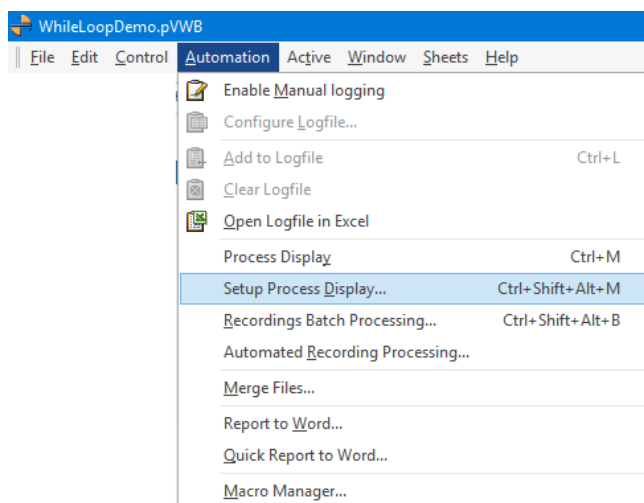 WhileLoopDemo.pVWB
File Edit Control Automation Active Window Sheets Help
Enable Manual logging
Configure Logfile...
Add to Logfile Ctrl+L
Clear Logfile
Open Logfile in Excel
Process Display Ctrl+M
Setup Process Display... Ctrl+Shift+Alt+M
Recordings Batch Processing... Ctrl+Shift+Alt+B
Automated Recording Processing...
Merge Files...
Report to Word...
Quick Report to Word...
Macro Manager...